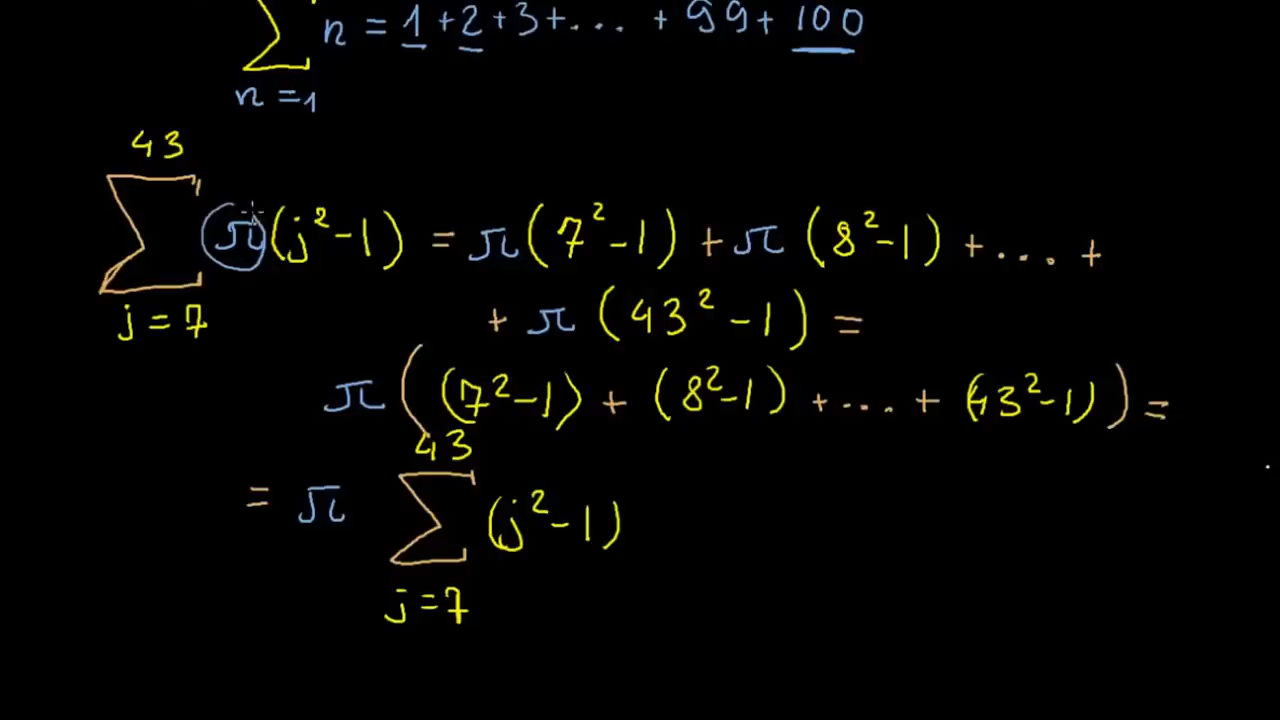 ∑ n = 1 + 2 + 3 + . . . + 99 + 100
n = 1
43
∑ π (j² - 1) = π (7² - 1) + π (8² - 1) + . . . +
j = 7
+ π (43² - 1) =
π ( (7² - 1) + (8² - 1) + . . . + (43² - 1) ) =
43
= π ∑ (j² - 1)
j = 7